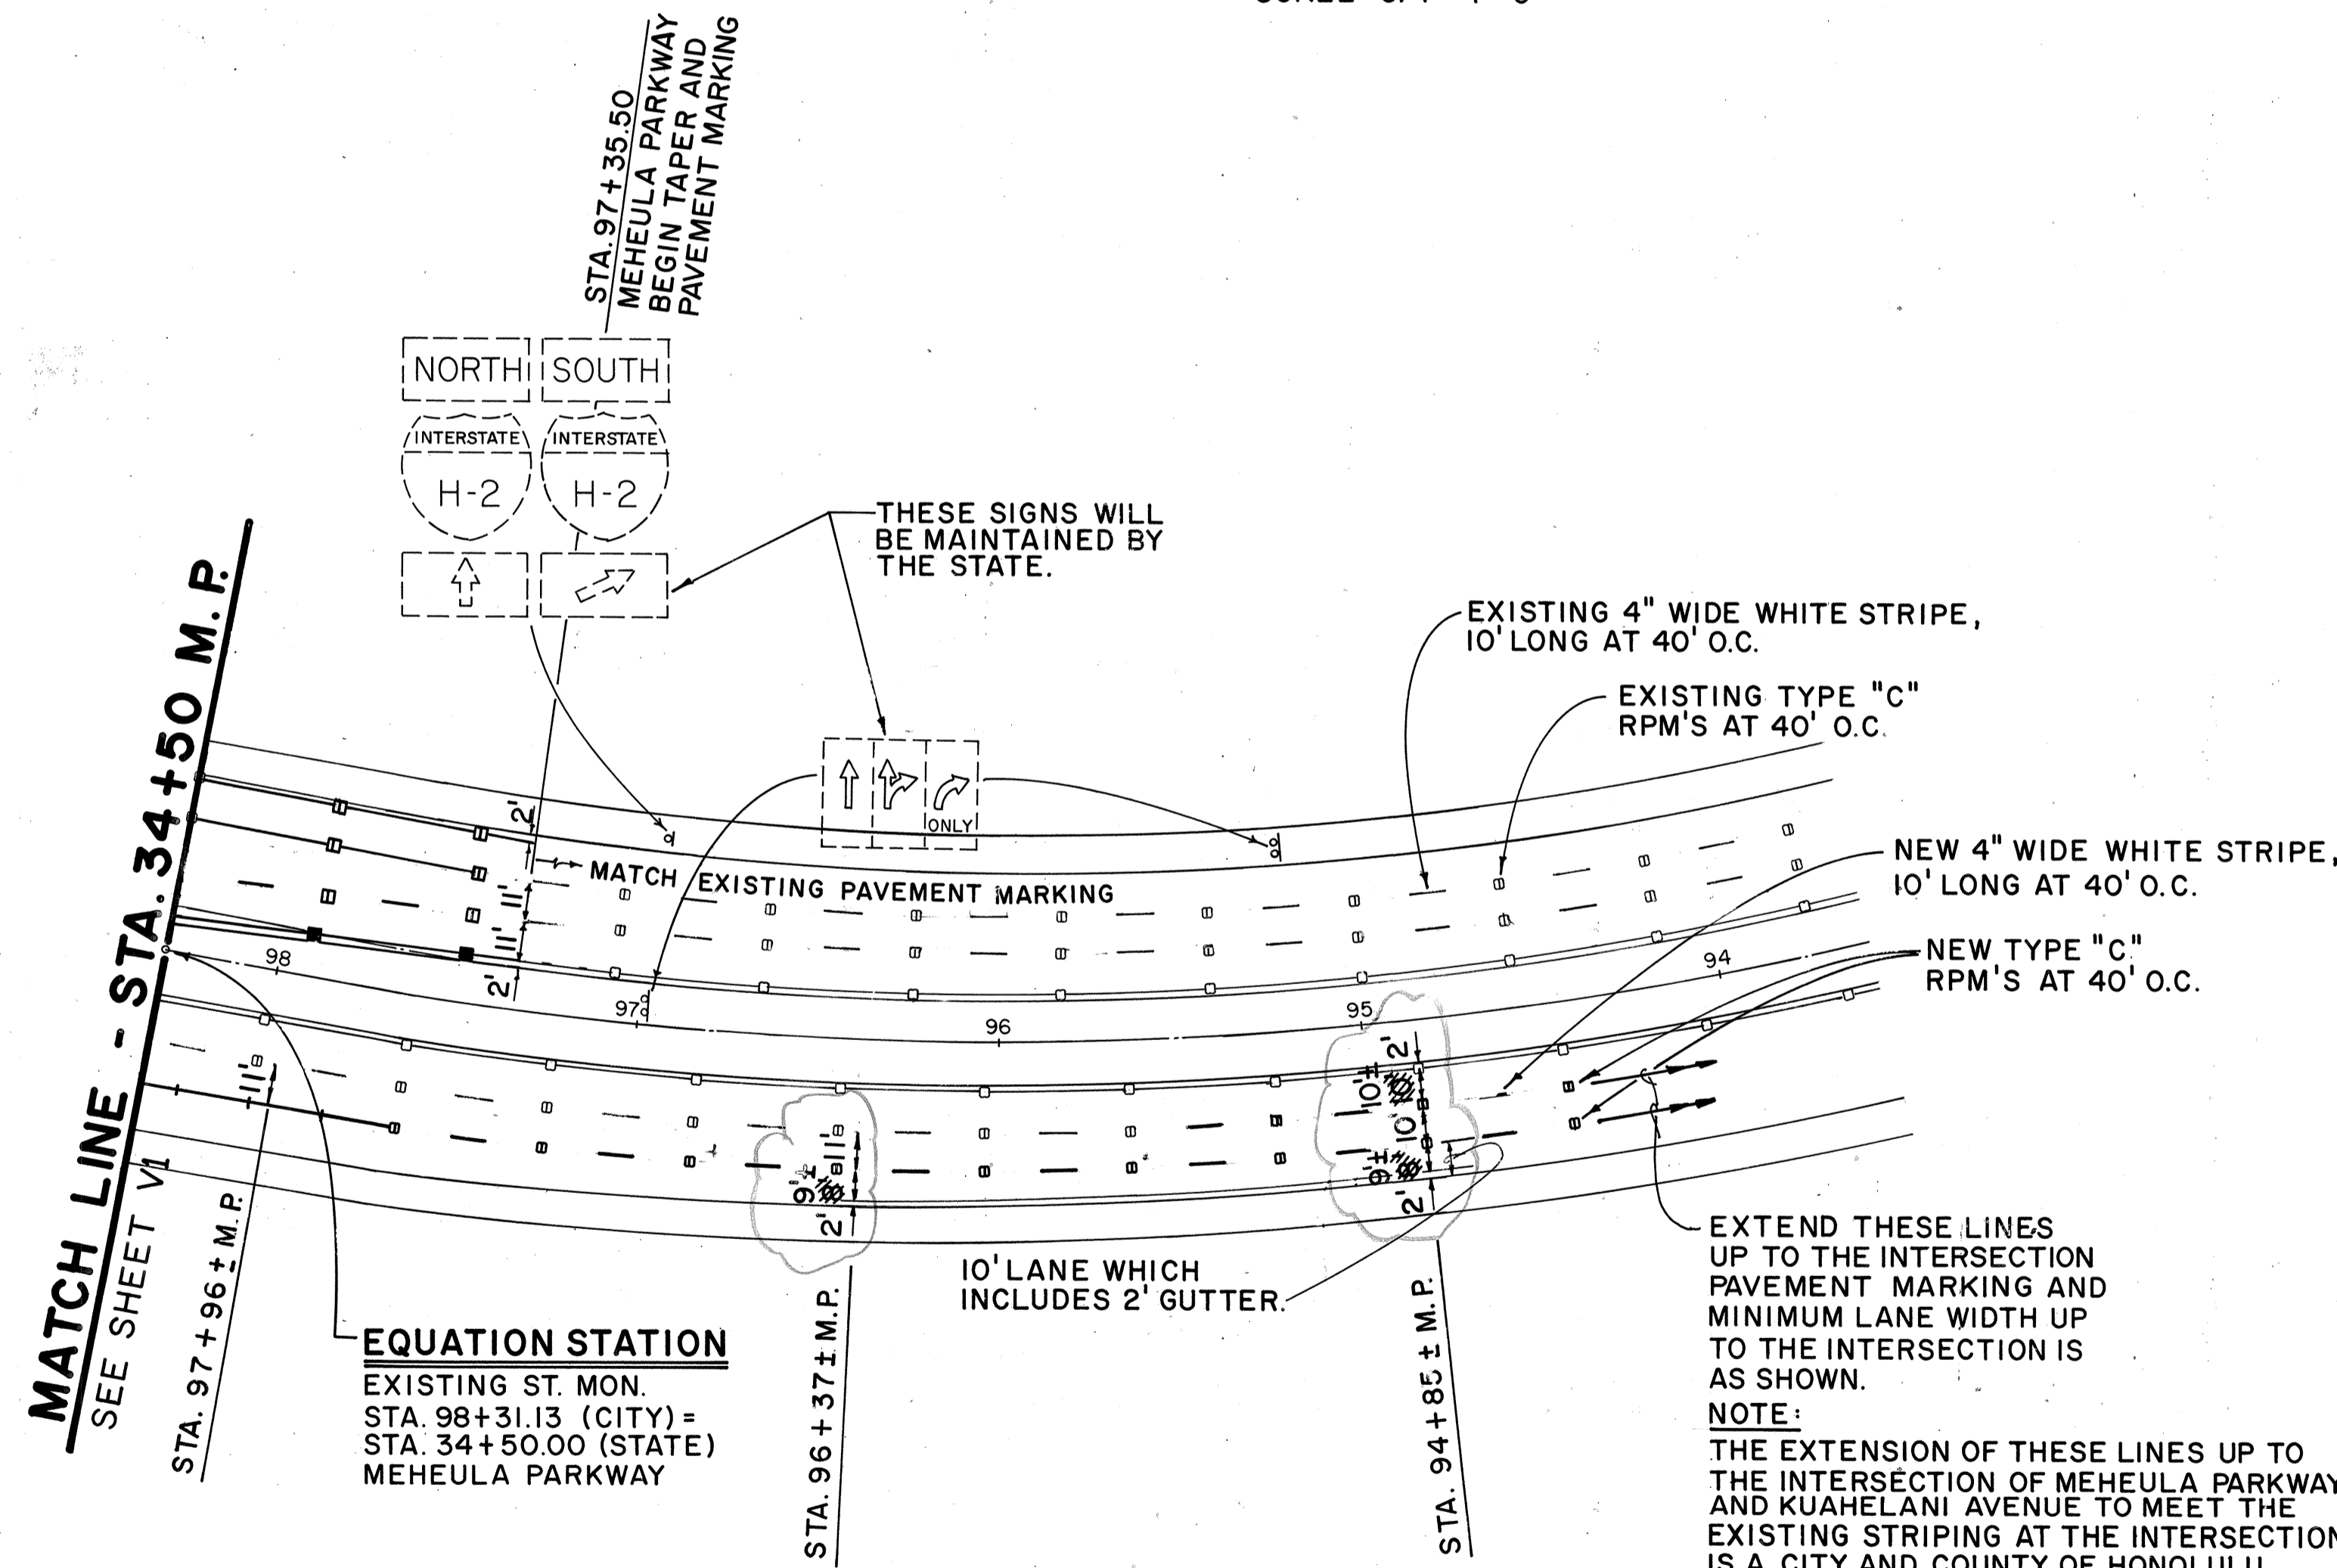 STA. 97+35.50
MEHEULA PARKWAY
BEGIN TAPER AND
PAVEMENT MARKING
NORTH
SOUTH
INTERSTATE
INTERSTATE
H-2
H-2
THESE SIGNS WILL
BE MAINTAINED BY
THE STATE.
EXISTING 4" WIDE WHITE STRIPE,
10' LONG AT 40' O.C.
EXISTING TYPE "C"
RPM'S AT 40' O.C.
ONLY
NEW 4" WIDE WHITE STRIPE,
10' LONG AT 40' O.C.
NEW TYPE "C"
RPM'S AT 40' O.C.
MATCH EXISTING PAVEMENT MARKING
2'
11'
11'
2'
98
97
96
95
94
11'
11'
9'±
2'
2'
10'±
10'
9'±
2'
10' LANE WHICH
INCLUDES 2' GUTTER.
MATCH LINE - STA. 34+50 M.P.
SEE SHEET V1
STA. 97+96± M.P.
STA. 96+37± M.P.
STA. 94+85± M.P.
EQUATION STATION
EXISTING ST. MON.
STA. 98+31.13 (CITY) =
STA. 34+50.00 (STATE)
MEHEULA PARKWAY
EXTEND THESE LINES
UP TO THE INTERSECTION
PAVEMENT MARKING AND
MINIMUM LANE WIDTH UP
TO THE INTERSECTION IS
AS SHOWN.
NOTE:
THE EXTENSION OF THESE LINES UP TO
THE INTERSECTION OF MEHEULA PARKWAY
AND KUAHELANI AVENUE TO MEET THE
EXISTING STRIPING AT THE INTERSECTION
IS A CITY AND COUNTY OF HONOLULU